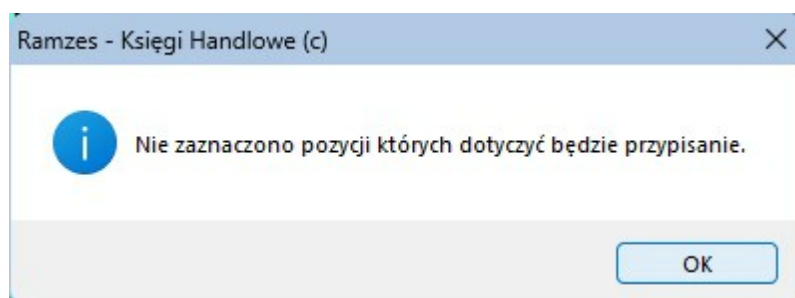 Ramzes - Księgi Handlowe (c)
Nie zaznaczono pozycji których dotyczyć będzie przypisanie.
OK